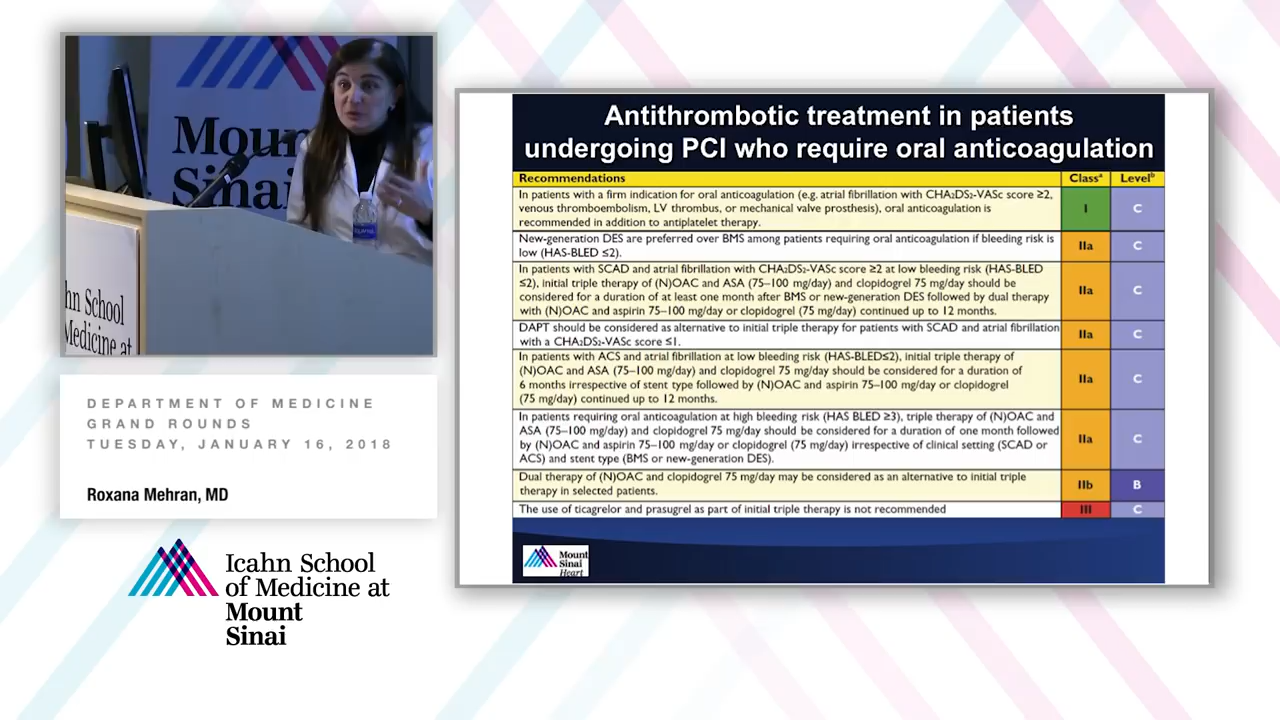 Mount
Sinai
hn School
Medicine at
DEPARTMENT OF MEDICINE
GRAND ROUNDS
TUESDAY, JANUARY 16, 2018
Roxana Mehran, MD
Icahn School
of Medicine at
Mount
Sinai
Antithrombotic treatment in patients
undergoing PCI who require oral anticoagulation
Recommendations Classᵃ Levelᵇ
In patients with a firm indication for oral anticoagulation (e.g. atrial fibrillation with CHA₂DS₂-VASc score ≥2,
venous thromboembolism, LV thrombus, or mechanical valve prosthesis), oral anticoagulation is
recommended in addition to antiplatelet therapy.
I C
New-generation DES are preferred over BMS among patients requiring oral anticoagulation if bleeding risk is
low (HAS-BLED ≤2).
IIa C
In patients with SCAD and atrial fibrillation with CHA₂DS₂-VASc score ≥2 at low bleeding risk (HAS-BLED
≤2), initial triple therapy of (N)OAC and ASA (75–100 mg/day) and clopidogrel 75 mg/day should be
considered for a duration of at least one month after BMS or new-generation DES followed by dual therapy
with (N)OAC and aspirin 75–100 mg/day or clopidogrel (75 mg/day) continued up to 12 months.
IIa C
DAPT should be considered as alternative to initial triple therapy for patients with SCAD and atrial fibrillation
with a CHA₂DS₂-VASc score ≤1.
IIa C
In patients with ACS and atrial fibrillation at low bleeding risk (HAS-BLED≤2), initial triple therapy of
(N)OAC and ASA (75–100 mg/day) and clopidogrel 75 mg/day should be considered for a duration of
6 months irrespective of stent type followed by (N)OAC and aspirin 75–100 mg/day or clopidogrel
(75 mg/day) continued up to 12 months.
IIa C
In patients requiring oral anticoagulation at high bleeding risk (HAS BLED ≥3), triple therapy of (N)OAC and
ASA (75–100 mg/day) and clopidogrel 75 mg/day should be considered for a duration of one month followed
by (N)OAC and aspirin 75–100 mg/day or clopidogrel (75 mg/day) irrespective of clinical setting (SCAD or
ACS) and stent type (BMS or new-generation DES).
IIa C
Dual therapy of (N)OAC and clopidogrel 75 mg/day may be considered as an alternative to initial triple
therapy in selected patients.
IIb B
The use of ticagrelor and prasugrel as part of initial triple therapy is not recommended
III C
Mount
Sinai
Heart